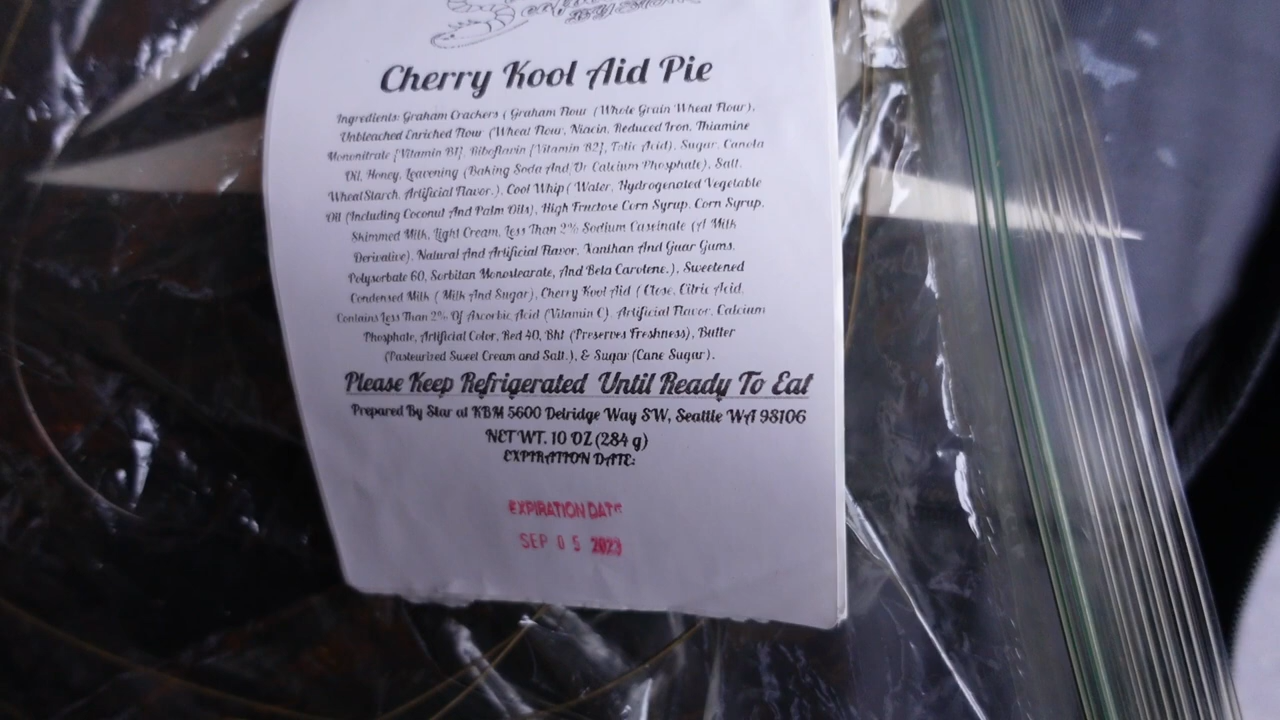 BY STAR
Cherry Kool Aid Pie
Ingredients: Graham Crackers ( Graham Flour (Whole Grain Wheat Flour),
Unbleached Enriched Flour (Wheat Flour, Niacin, Reduced Iron, Thiamine
Mononitrate [Vitamin B1], Riboflavin [Vitamin B2], Folic Acid), Sugar, Canola
Oil, Honey, Leavening (Baking Soda And/Or Calcium Phosphate), Salt,
Wheat Starch, Artificial Flavor.), Cool Whip ( Water, Hydrogenated Vegetable
Oil (Including Coconut And Palm Oils), High Fructose Corn Syrup, Corn Syrup,
Skimmed Milk, Light Cream, Less Than 2% Sodium Caseinate (A Milk
Derivative), Natural And Artificial Flavor, Xanthan And Guar Gums,
Polysorbate 60, Sorbitan Monostearate, And Beta Carotene.), Sweetened
Condensed Milk ( Milk And Sugar), Cherry Kool Aid ( Citric Acid,
Contains Less Than 2% Of Ascorbic Acid (Vitamin C), Artificial Flavor, Calcium
Phosphate, Artificial Color, Red 40, Bht (Preserves Freshness), Butter
(Pasteurized Sweet Cream and Salt.), & Sugar (Cane Sugar).
Please Keep Refrigerated Until Ready To Eat
Prepared By Star at KBM 5600 Delridge Way SW, Seattle WA 98106
NET WT. 10 OZ (284 g)
EXPIRATION DATE:
EXPIRATION DATE
SEP 05 2023